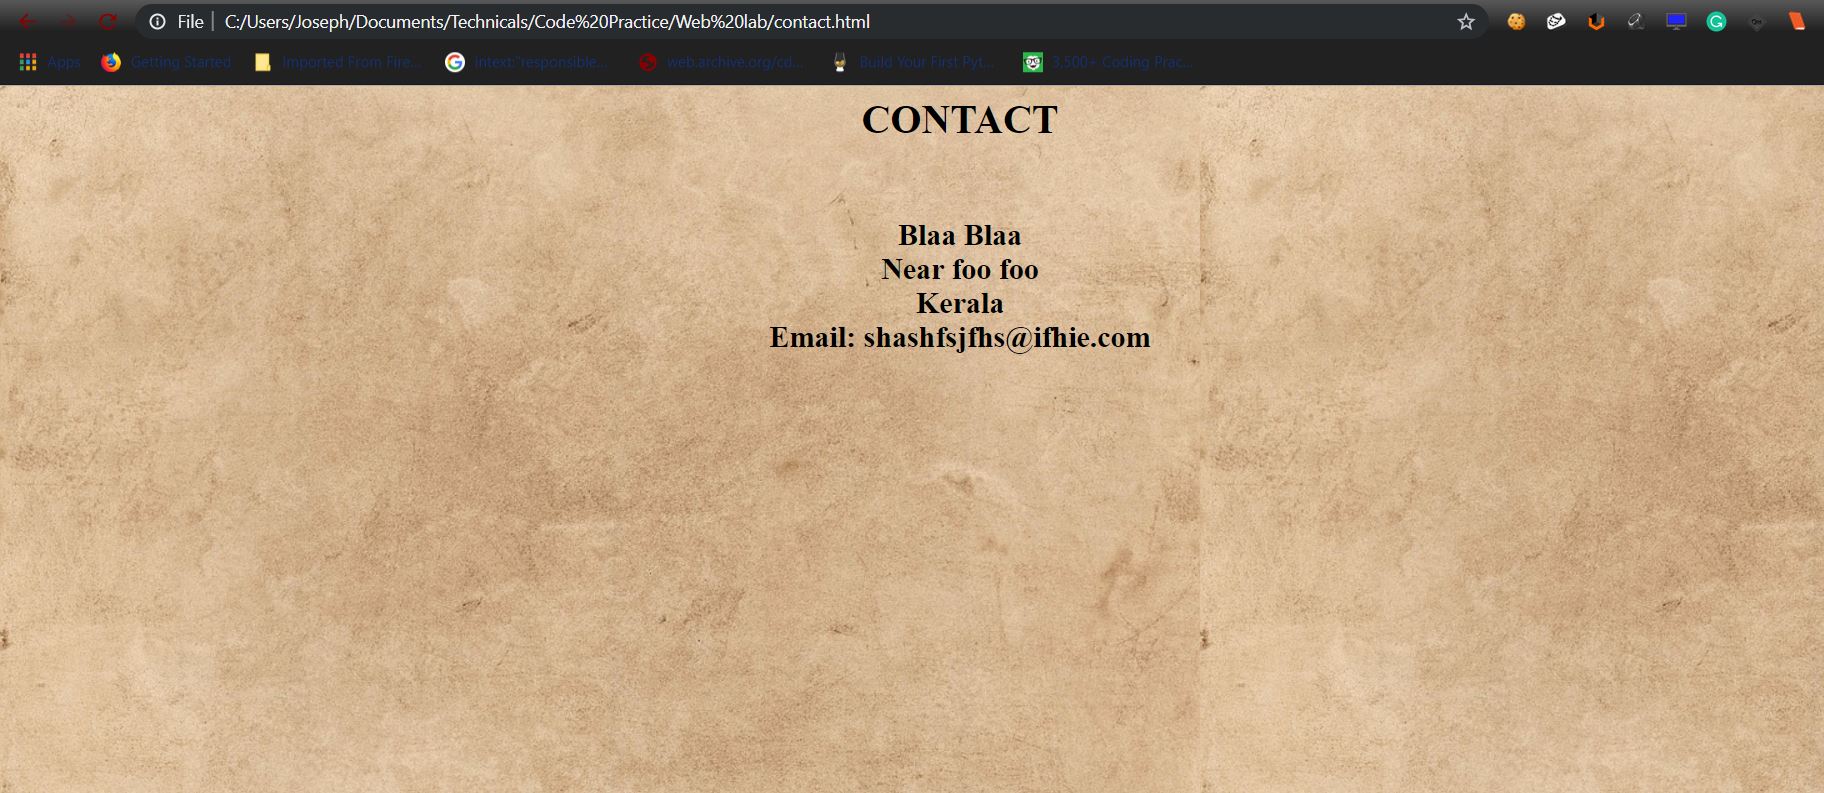 File | C:/Users/Joseph/Documents/Technicals/Code%20Practice/Web%20lab/contact.html
Apps Getting Started Imported From Fire... intext:"responsible... web.archive.org/cd... Build Your First Pyt... 3,500+ Coding Prac...
CONTACT
Blaa Blaa
Near foo foo
Kerala
Email: shashfsjfhs@ifhie.com